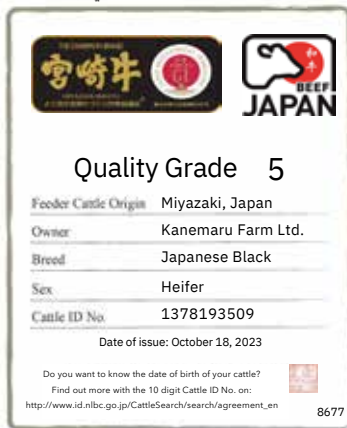 宮崎牛
和牛
BEEF
JAPAN
Quality Grade 5
Feeder Cattle Origin Miyazaki, Japan
Owner Kanemaru Farm Ltd.
Breed Japanese Black
Sex Heifer
Cattle ID No. 1378193509
Date of issue: October 18, 2023
Do you want to know the date of birth of your cattle?
Find out more with the 10 digit Cattle ID No. on:
http://www.id.nlbc.go.jp/CattleSearch/search/agreement_en
8677